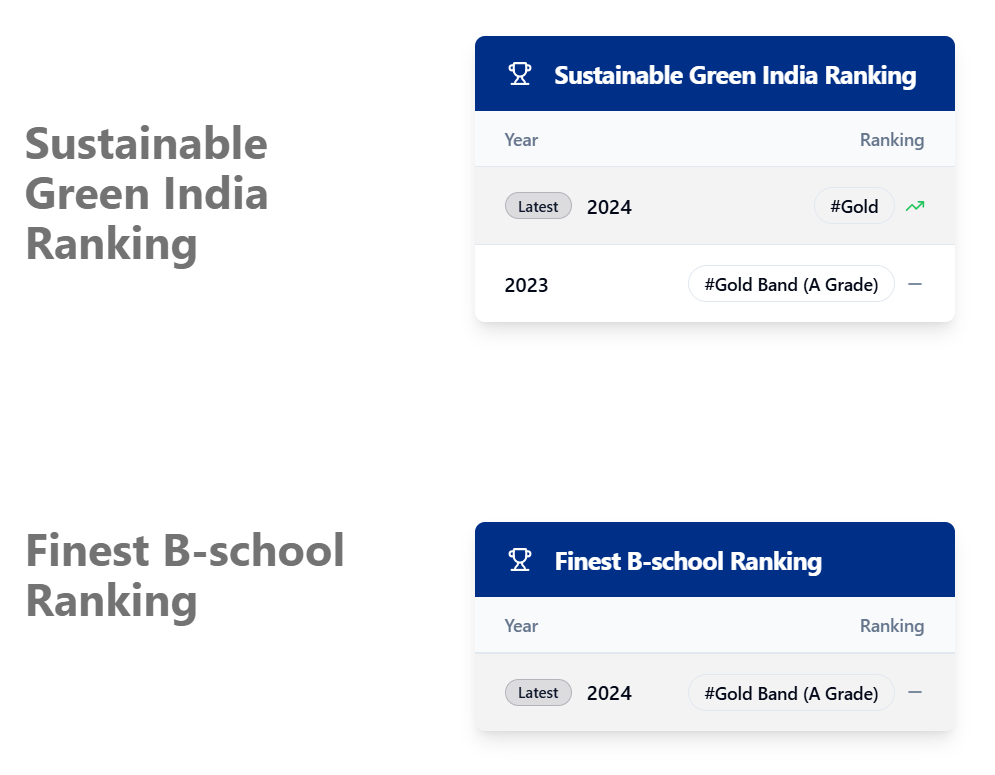 Sustainable
Green India
Ranking
Sustainable Green India Ranking
Year Ranking
Latest 2024 #Gold
2023 #Gold Band (A Grade)
Finest B-school
Ranking
Finest B-school Ranking
Year Ranking
Latest 2024 #Gold Band (A Grade)